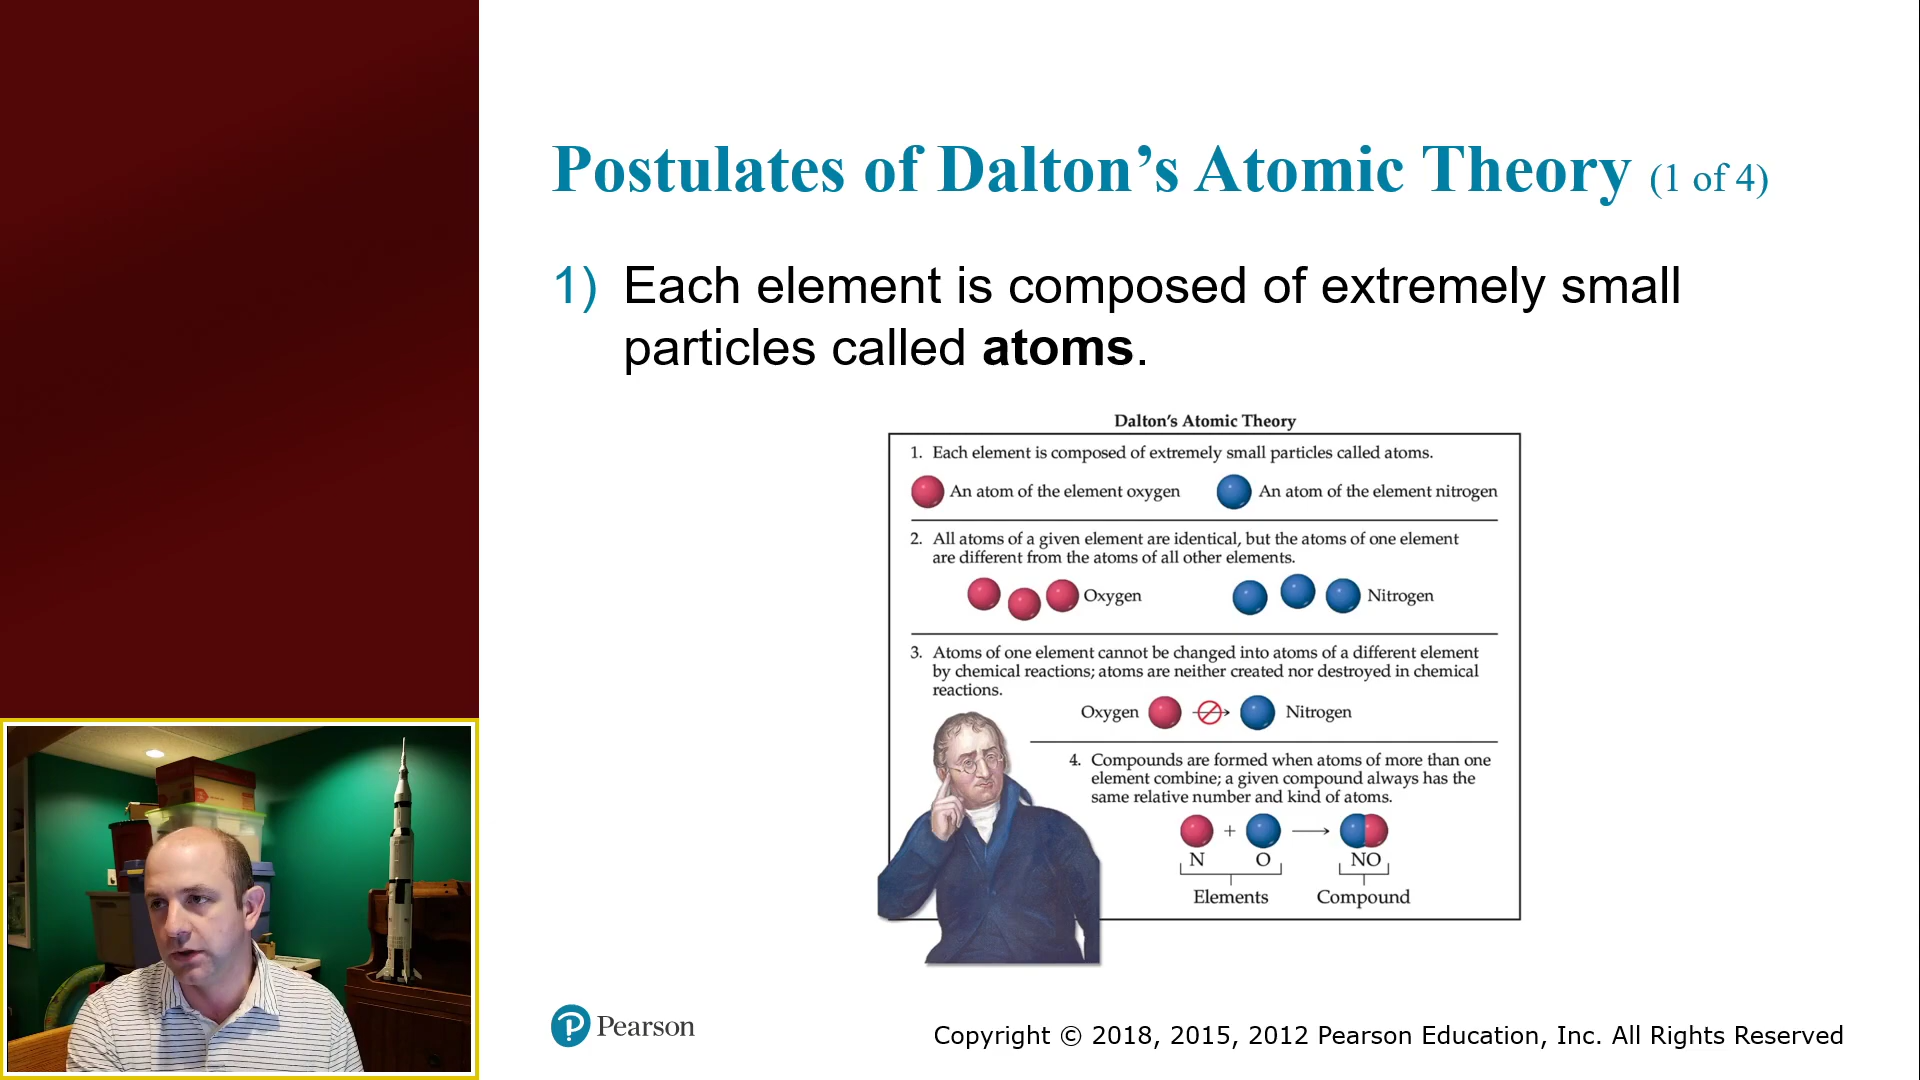 Postulates of Dalton’s Atomic Theory (1 of 4)
1) Each element is composed of extremely small
particles called atoms.
Dalton’s Atomic Theory
1. Each element is composed of extremely small particles called atoms.
An atom of the element oxygen An atom of the element nitrogen
2. All atoms of a given element are identical, but the atoms of one element
are different from the atoms of all other elements.
Oxygen Nitrogen
3. Atoms of one element cannot be changed into atoms of a different element
by chemical reactions; atoms are neither created nor destroyed in chemical
reactions.
Oxygen Nitrogen
4. Compounds are formed when atoms of more than one
element combine; a given compound always has the
same relative number and kind of atoms.
+
N O NO
Elements Compound
Pearson
Copyright © 2018, 2015, 2012 Pearson Education, Inc. All Rights Reserved